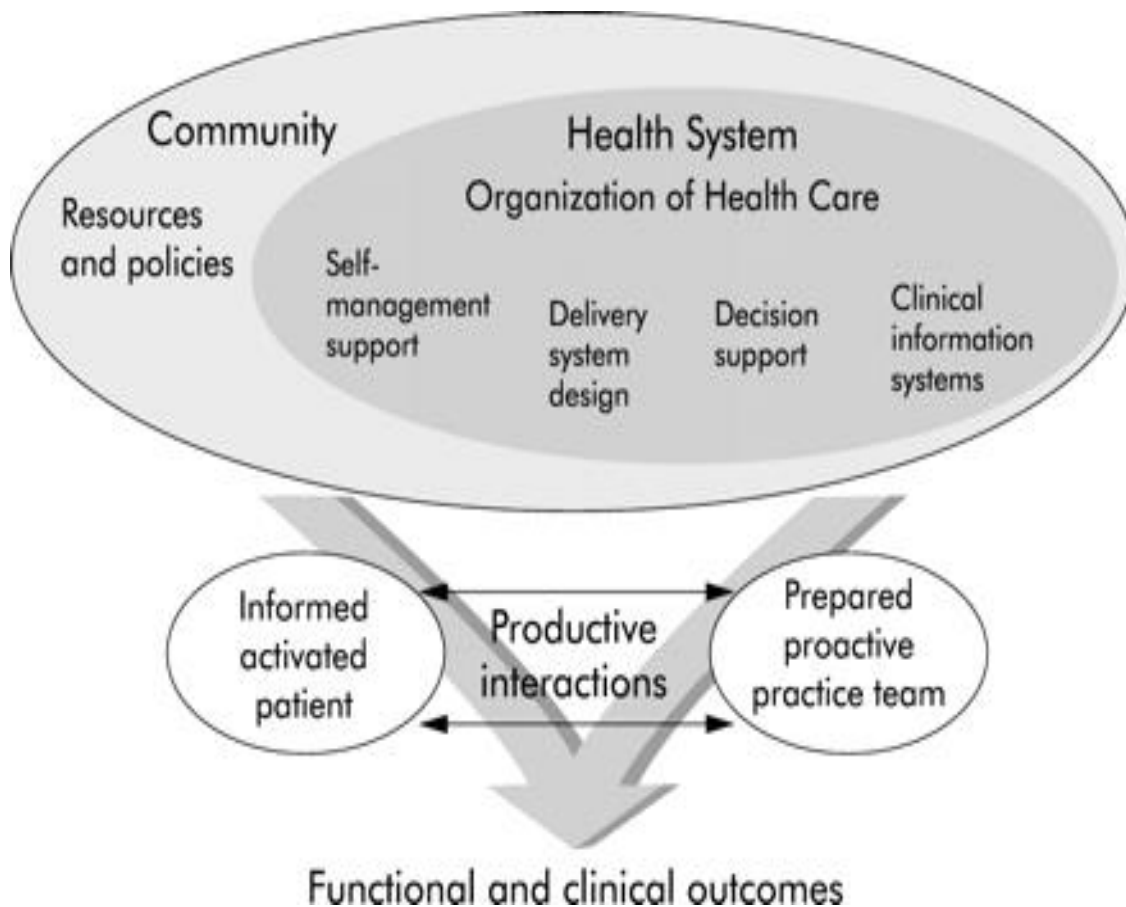 Community
Health System
Organization of Health Care
Resources
and policies
Self-
management
support
Delivery
system
design
Decision
support
Clinical
information
systems
Informed
activated
patient
Productive
interactions
Prepared
proactive
practice team
Functional and clinical outcomes